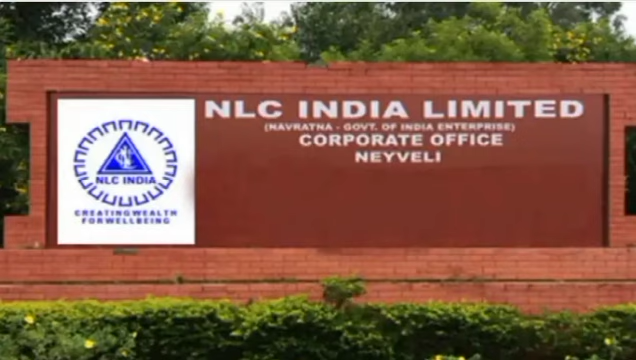 NLC INDIA LIMITED
(NAVRATNA - GOVT. OF INDIA ENTERPRISE)
CORPORATE OFFICE
NEYVELI
NLC INDIA
CREATING WEALTH
FOR WELLBEING